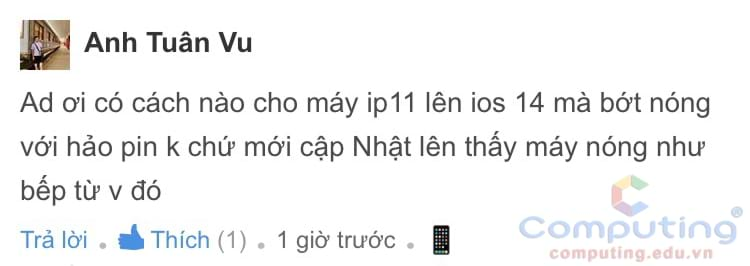 Anh Tuân Vu
Ad ơi có cách nào cho máy ip11 lên ios 14 mà bớt nóng
với hảo pin k chứ mới cập Nhật lên thấy máy nóng như
bếp từ v đó
Trả lời . Thích (1) . 1 giờ trước .
Computing®
computing.edu.vn